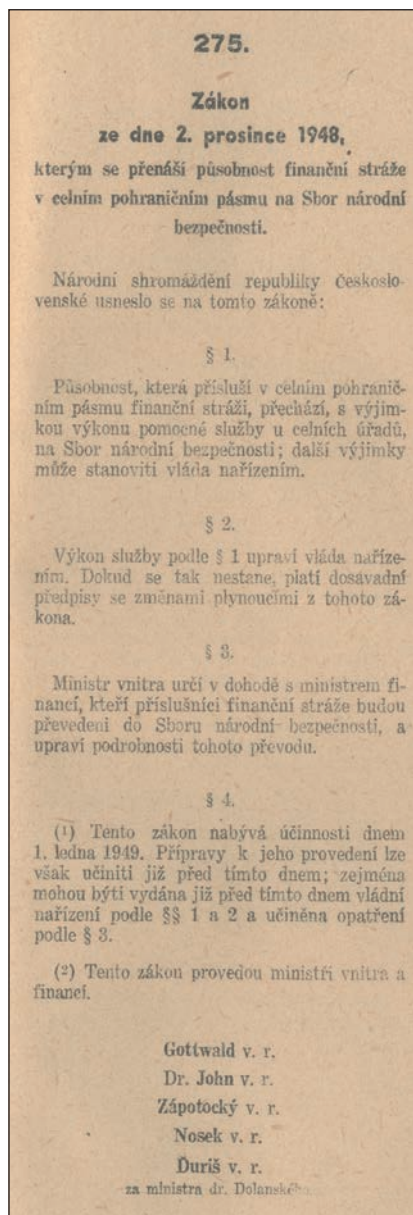 275.
Zákon
ze dne 2. prosince 1948,
kterým se přenáší působnost finanční stráže
v celním pohraničním pásmu na Sbor národní
bezpečnosti.
Národní shromáždění republiky Českoslo-
venské usneslo se na tomto zákoně:
§ 1.
Působnost, která přísluší v celním pohranič-
ním pásmu finanční stráži, přechází, s výjim-
kou výkonu pomocné služby u celních úřadů,
na Sbor národní bezpečnosti; další výjimky
může stanoviti vláda nařízením.
§ 2.
Výkon služby podle § 1 upraví vláda naříze-
ním. Dokud se tak nestane, platí dosavadní
předpisy se změnami plynoucími z tohoto zá-
kona.
§ 3.
Ministr vnitra určí v dohodě s ministrem fi-
nancí, kteří příslušníci finanční stráže budou
převedeni do Sboru národní bezpečnosti, a
upraví podrobnosti tohoto převodu.
§ 4.
(1) Tento zákon nabývá účinnosti dnem
1. ledna 1949. Přípravy k jeho provedení lze
však učiniti již před tímto dnem; zejména
mohou býti vydána již před tímto dnem vládní
nařízení podle §§ 1 a 2 a učiněna opatření
podle § 3.
(2) Tento zákon provedou ministři vnitra a
financí.
Gottwald v. r.
Dr. John v. r.
Zápotocký v. r.
Nosek v. r.
Ďuriš v. r.
za ministra dr. Dolanského